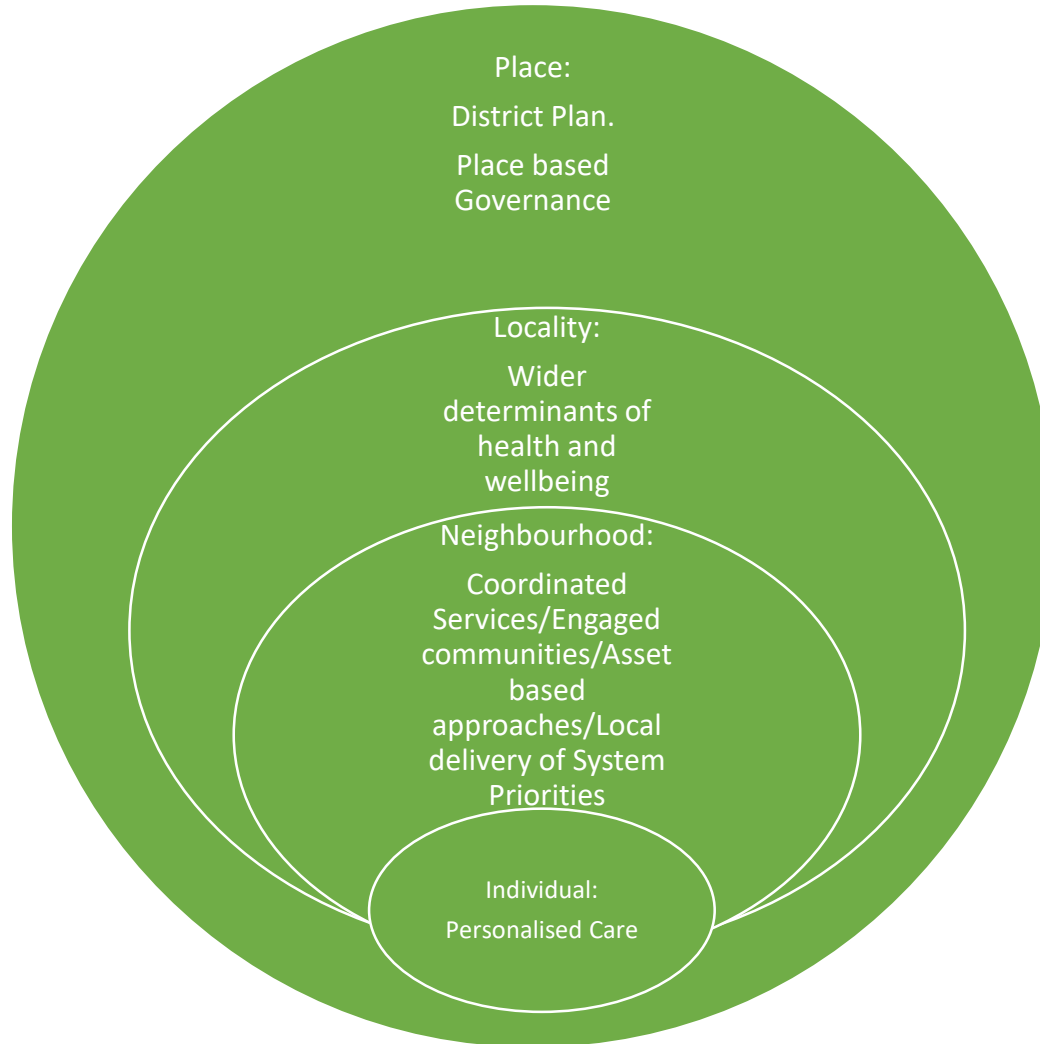 Place:
District Plan.
Place based
Governance
Locality:
Wider
determinants of
health and
wellbeing
Neighbourhood:
Coordinated
Services/Engaged
communities/Asset
based
approaches/Local
delivery of System
Priorities
Individual:
Personalised Care